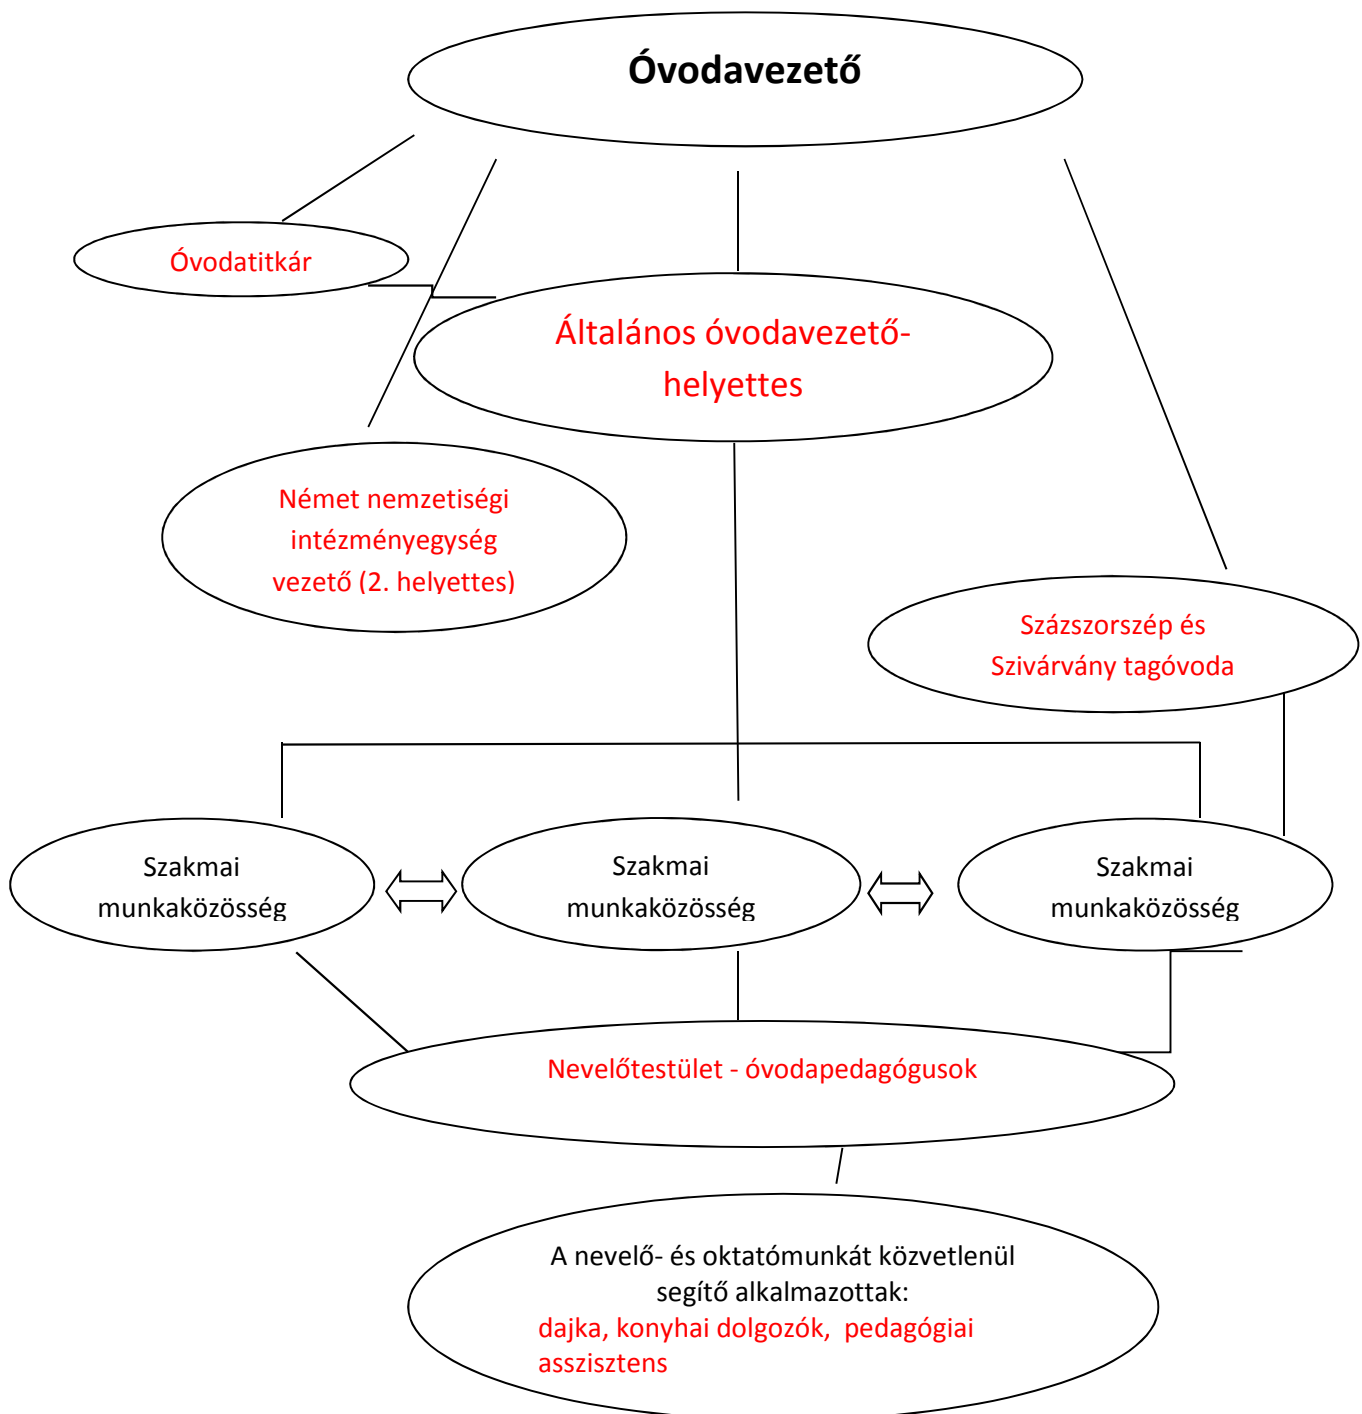 Óvodavezető
Óvodatitkár
Általános óvodavezető-
helyettes
Német nemzetiségi
intézményegység
vezető (2. helyettes)
Százszorszép és
Szivárvány tagóvoda
Szakmai
munkaközösség
Szakmai
munkaközösség
Szakmai
munkaközösség
Nevelőtestület - óvodapedagógusok
A nevelő- és oktatómunkát közvetlenül
segítő alkalmazottak:
dajka, konyhai dolgozók, pedagógiai
asszisztens